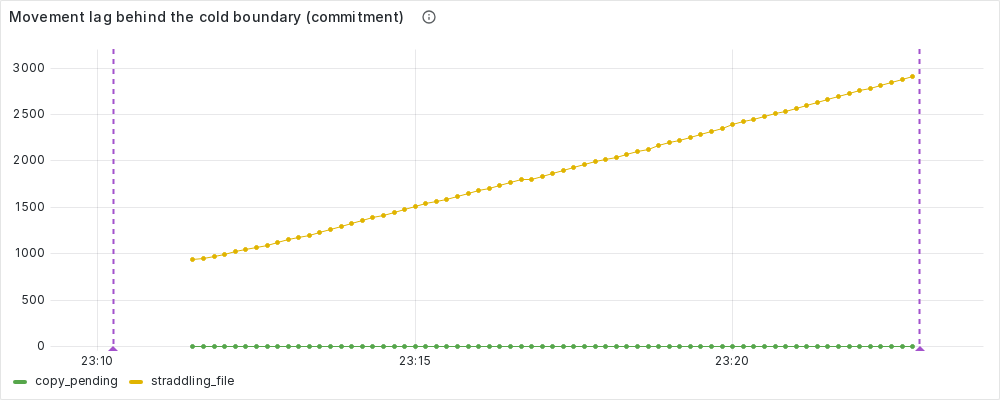 Movement lag behind the cold boundary (commitment)
3000
2500
2000
1500
1000
500
0
23:10 23:15 23:20
copy_pending straddling_file